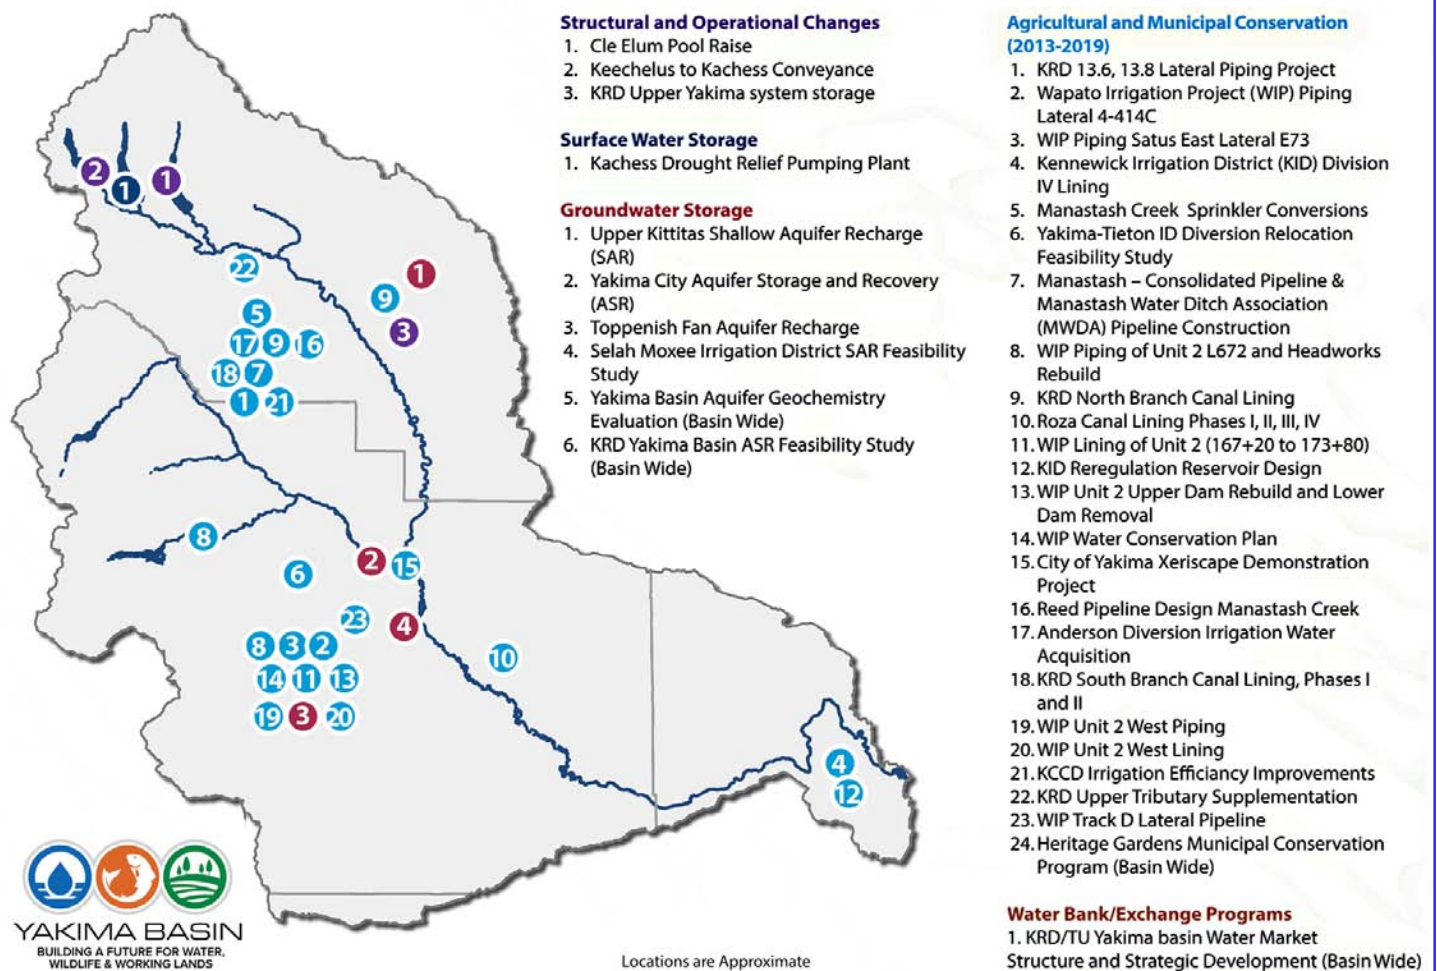 Structural and Operational Changes
1. Cle Elum Pool Raise
2. Keechelus to Kachess Conveyance
3. KRD Upper Yakima system storage
Surface Water Storage
1. Kachess Drought Relief Pumping Plant
Groundwater Storage
1. Upper Kittitas Shallow Aquifer Recharge
(SAR)
2. Yakima City Aquifer Storage and Recovery
(ASR)
3. Toppenish Fan Aquifer Recharge
4. Selah Moxee Irrigation District SAR Feasibility
Study
5. Yakima Basin Aquifer Geochemistry
Evaluation (Basin Wide)
6. KRD Yakima Basin ASR Feasibility Study
(Basin Wide)
Agricultural and Municipal Conservation
(2013-2019)
1. KRD 13.6, 13.8 Lateral Piping Project
2. Wapato Irrigation Project (WIP) Piping
Lateral 4-414C
3. WIP Piping Satus East Lateral E73
4. Kennewick Irrigation District (KID) Division
IV Lining
5. Manastash Creek Sprinkler Conversions
6. Yakima-Tieton ID Diversion Relocation
Feasibility Study
7. Manastash – Consolidated Pipeline &
Manastash Water Ditch Association
(MWDA) Pipeline Construction
8. WIP Piping of Unit 2 L672 and Headworks
Rebuild
9. KRD North Branch Canal Lining
10. Roza Canal Lining Phases I, II, III, IV
11. WIP Lining of Unit 2 (167+20 to 173+80)
12. KID Reregulation Reservoir Design
13. WIP Unit 2 Upper Dam Rebuild and Lower
Dam Removal
14. WIP Water Conservation Plan
15. City of Yakima Xeriscape Demonstration
Project
16. Reed Pipeline Design Manastash Creek
17. Anderson Diversion Irrigation Water
Acquisition
18. KRD South Branch Canal Lining, Phases I
and II
19. WIP Unit 2 West Piping
20. WIP Unit 2 West Lining
21. KCCD Irrigation Efficiancy Improvements
22. KRD Upper Tributary Supplementation
23. WIP Track D Lateral Pipeline
24. Heritage Gardens Municipal Conservation
Program (Basin Wide)
Water Bank/Exchange Programs
1. KRD/TU Yakima basin Water Market
Structure and Strategic Development (Basin Wide)
2 1 1
22 1
9
5 3
17 9 16
18 7
1 21
8
2 15
6
23 4
8 3 2
10
14 11 13
19 3 20
4
12
YAKIMA BASIN
BUILDING A FUTURE FOR WATER,
WILDLIFE & WORKING LANDS
Locations are Approximate